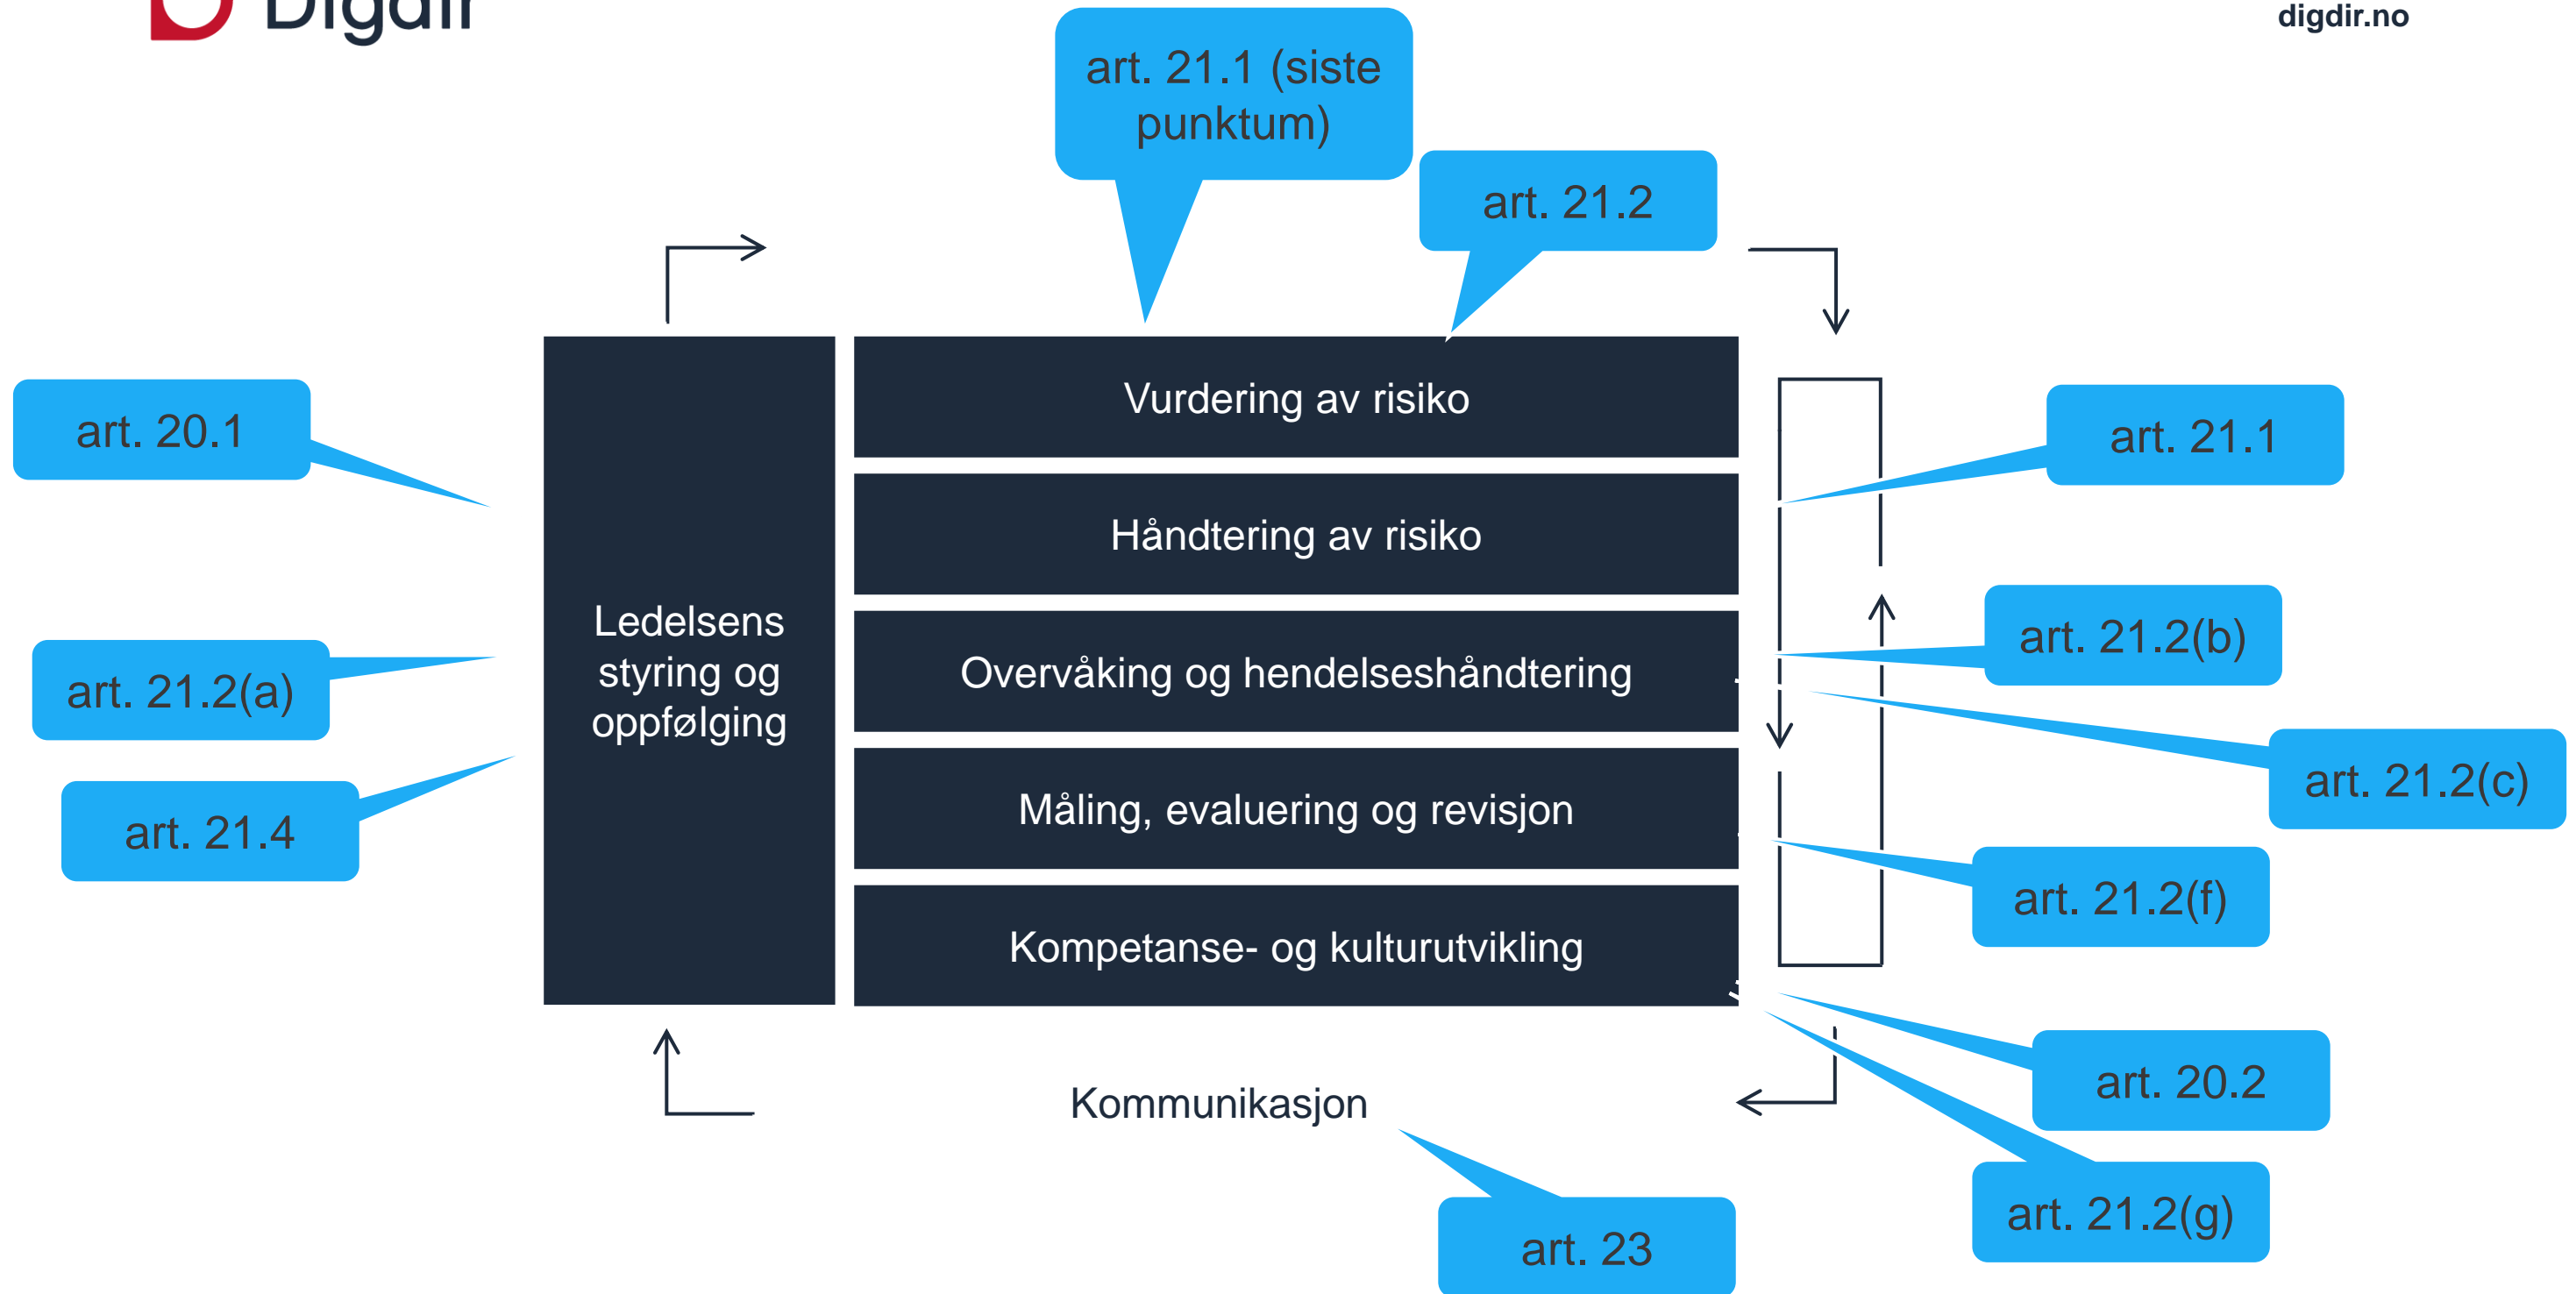 Digdir
digdir.no
art. 21.1 (siste
punktum)
art. 21.2
art. 20.1
art. 21.2(a)
art. 21.4
Ledelsens
styring og
oppfølging
Vurdering av risiko
Håndtering av risiko
Overvåking og hendelseshåndtering
Måling, evaluering og revisjon
Kompetanse- og kulturutvikling
art. 21.1
art. 21.2(b)
art. 21.2(c)
art. 21.2(f)
art. 20.2
art. 21.2(g)
Kommunikasjon
art. 23